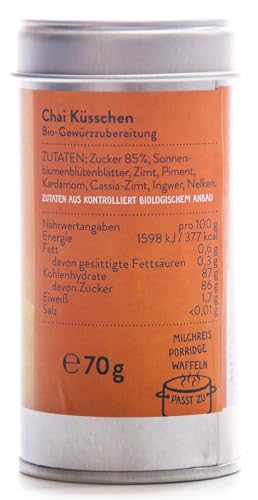 Chai Küsschen
Bio-Gewürzzubereitung
ZUTATEN: Zucker 85%, Sonnen-
blumenblütenblätter, Zimt, Piment,
Kardamom, Cassia-Zimt, Ingwer, Nelken.
ZUTATEN AUS KONTROLLIERT BIOLOGISCHEM ANBAU
Nährwertangaben pro 100 g
Energie 1598 kJ / 377 kcal
Fett 0,6 g
davon gesättigte Fettsäuren 0,3 g
Kohlenhydrate 87 g
davon Zucker 86 g
Eiweiß 1,7 g
Salz <0,01 g
℮ 70 g
MILCHREIS
PORRIDGE
WAFFELN
PASST ZU